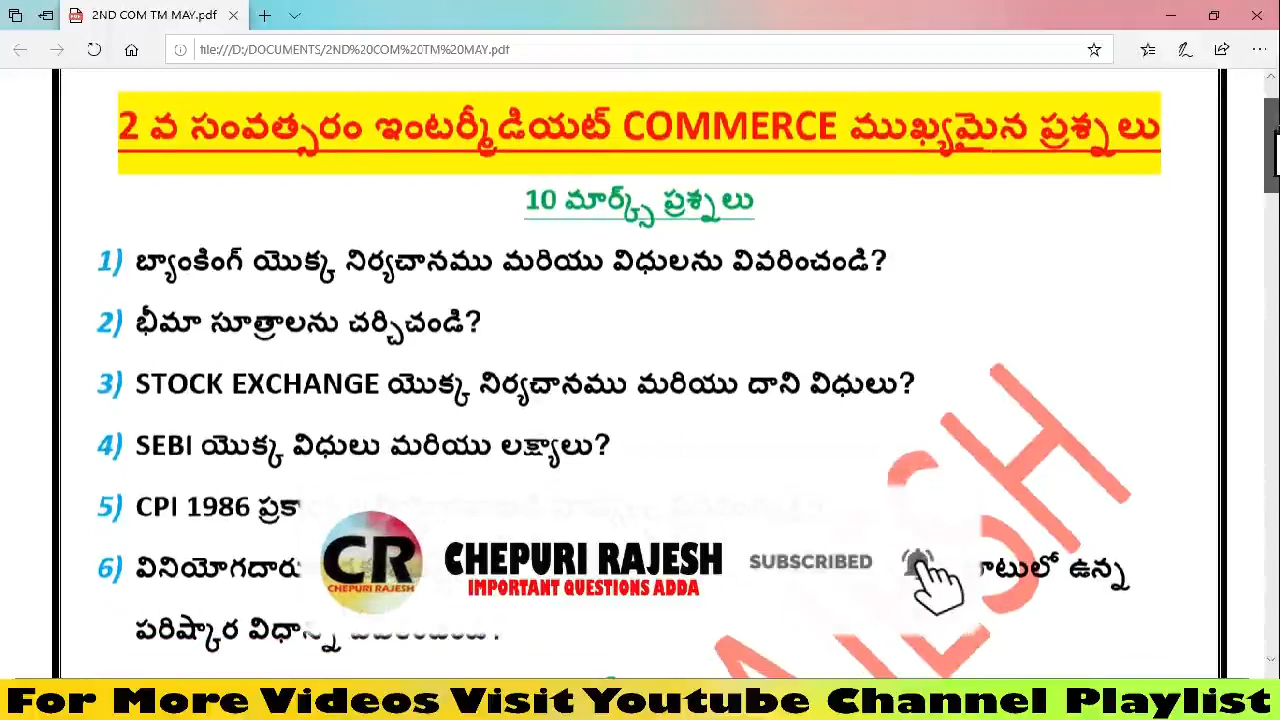 2ND COM TM MAY.pdf
file:///D:/DOCUMENTS/2ND%20COM%20TM%20MAY.pdf
2 వ సంవత్సరం ఇంటర్మీడియట్ COMMERCE ముఖ్యమైన ప్రశ్నలు
10 మార్క్స్ ప్రశ్నలు
1) బ్యాంకింగ్ యొక్క నిర్వచానము మరియు విధులను వివరించండి?
2) భీమా సూత్రాలను చర్చిచండి?
3) STOCK EXCHANGE యొక్క నిర్వచానము మరియు దాని విధులు?
4) SEBI యొక్క విధులు మరియు లక్ష్యాలు?
5) CPI 1986
6) ఉన్న
పరిష్కార
CR
CHEPURI RAJESH
CHEPURI RAJESH
IMPORTANT QUESTIONS ADDA
SUBSCRIBED
For More Videos Visit Youtube Channel Playlist